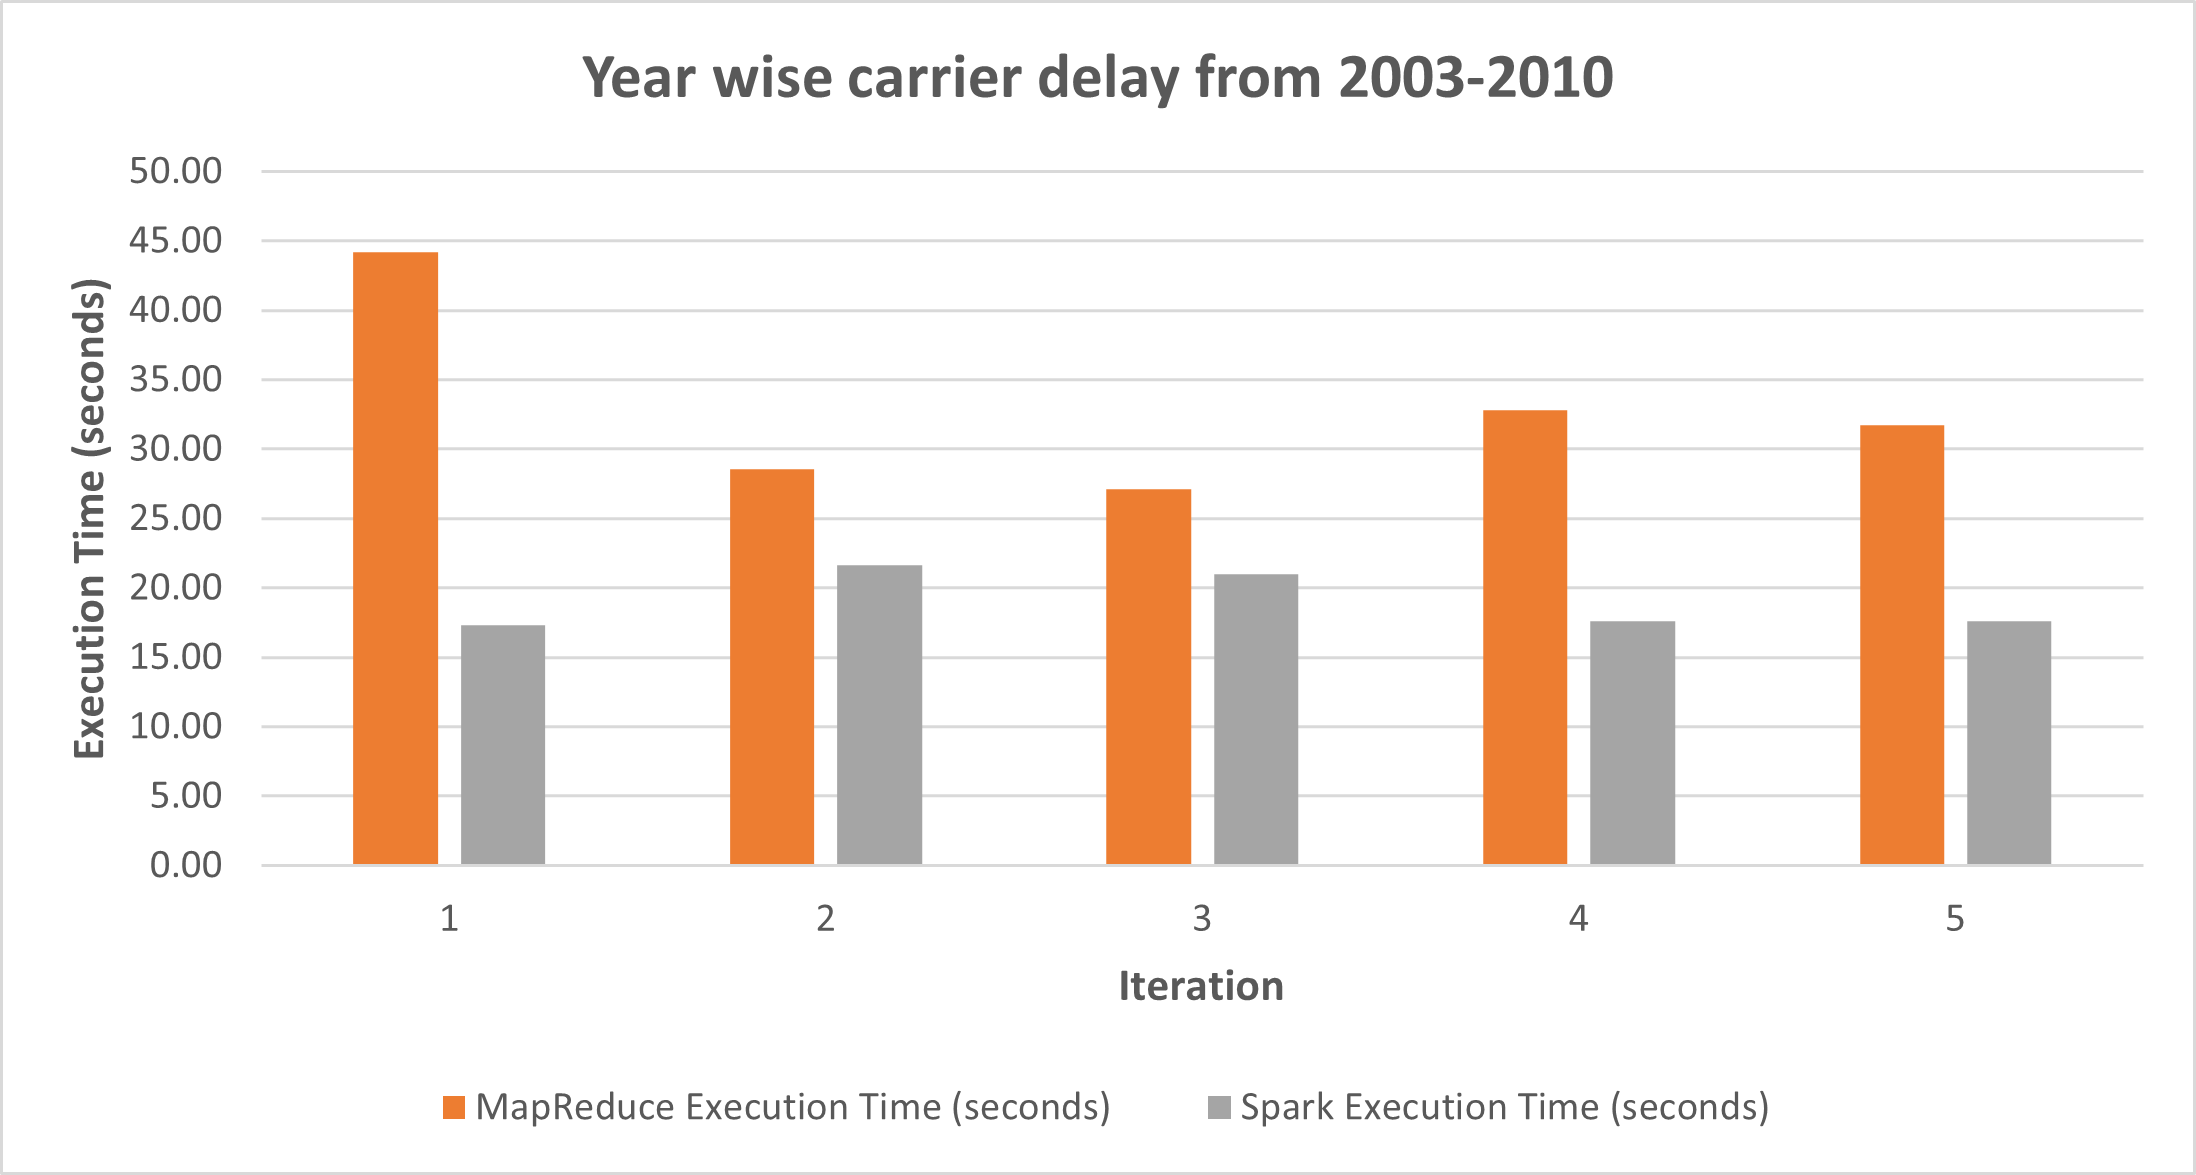 Year wise carrier delay from 2003-2010
50.00
45.00
40.00
35.00
30.00
25.00
20.00
15.00
10.00
5.00
0.00
Execution Time (seconds)
1 2 3 4 5
Iteration
MapReduce Execution Time (seconds) Spark Execution Time (seconds)